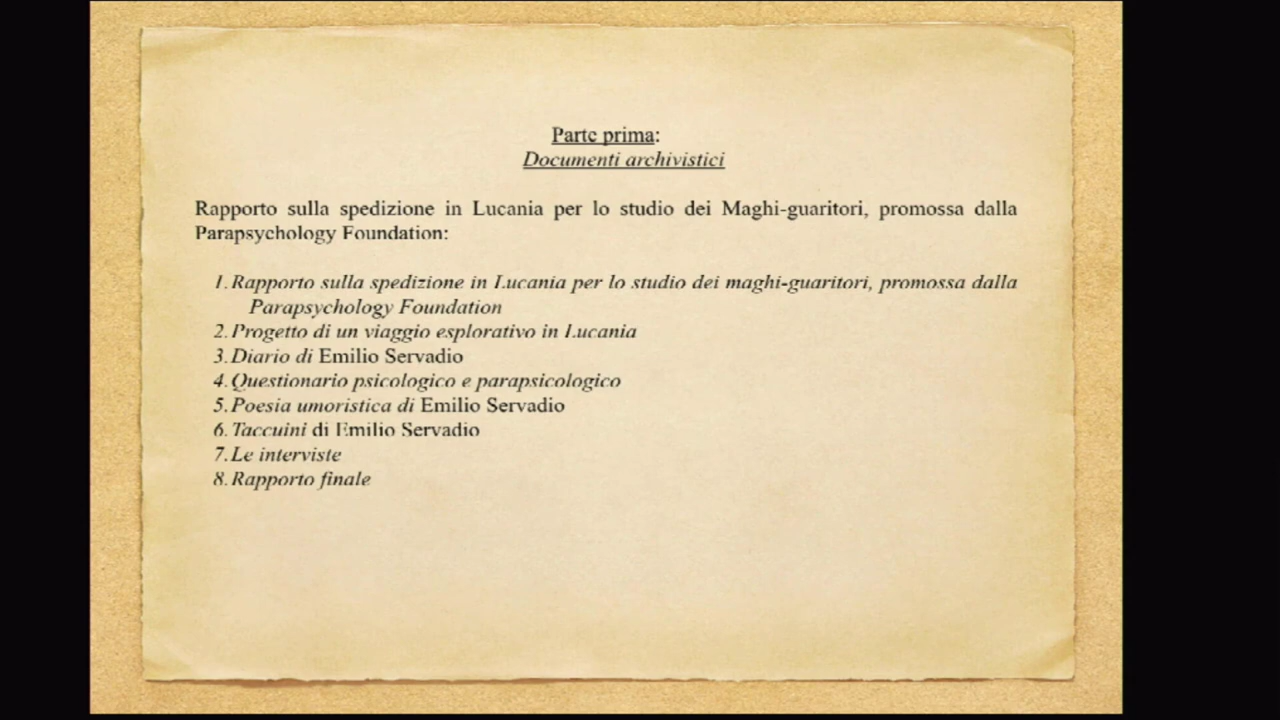 Parte prima:
Documenti archivistici
Rapporto sulla spedizione in Lucania per lo studio dei Maghi-guaritori, promossa dalla
Parapsychology Foundation:
1. Rapporto sulla spedizione in Lucania per lo studio dei maghi-guaritori, promossa dalla
Parapsychology Foundation
2. Progetto di un viaggio esplorativo in Lucania
3. Diario di Emilio Servadio
4. Questionario psicologico e parapsicologico
5. Poesia umoristica di Emilio Servadio
6. Taccuini di Emilio Servadio
7. Le interviste
8. Rapporto finale